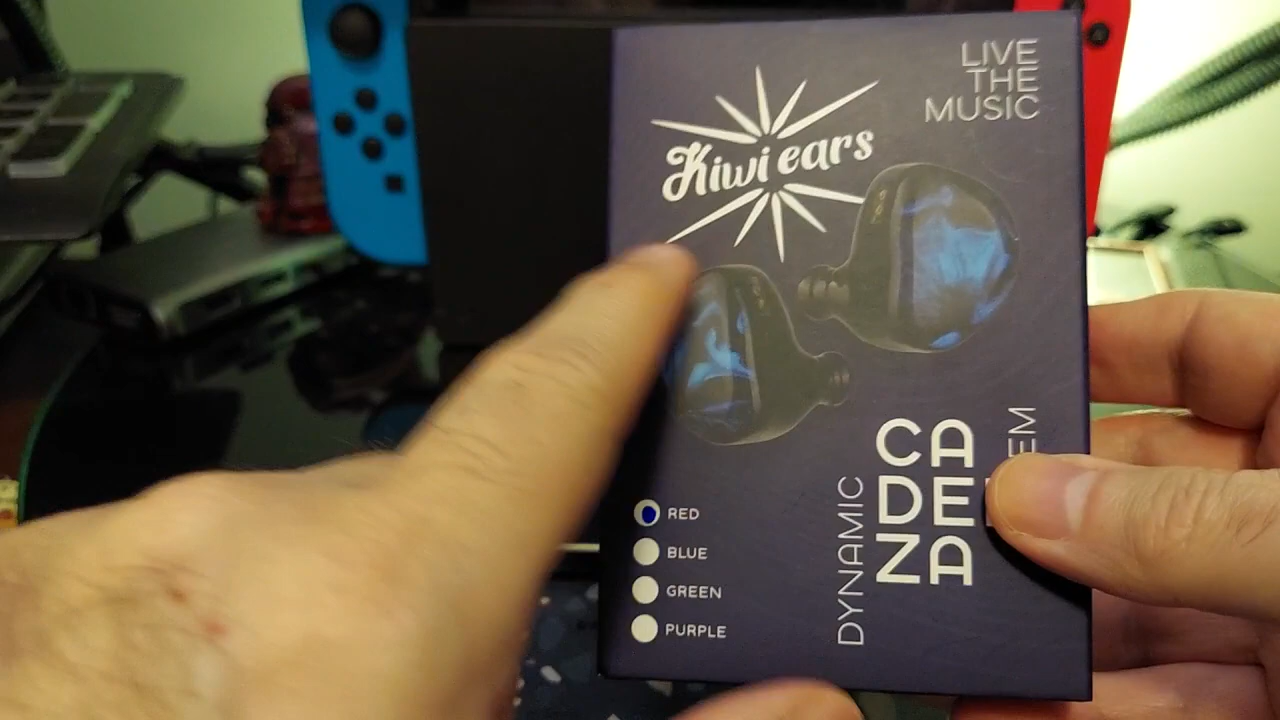 LIVE
THE
MUSIC
Kiwi ears
CA
DE
ZA
DYNAMIC
RED
BLUE
GREEN
PURPLE